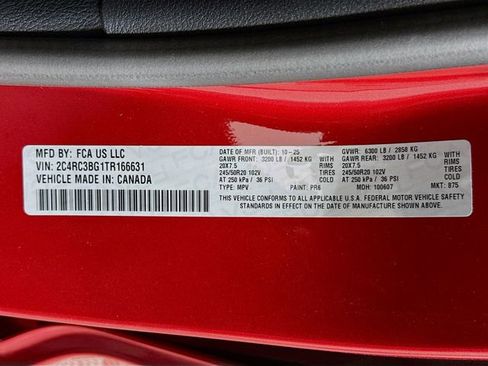 MFD BY: FCA US LLC
VIN: 2C4RC3BG1TR166631
VEHICLE MADE IN: CANADA
DATE OF MFR (BUILT): 10-25 GVWR: 6300 LB / 2858 KG
GAWR FRONT: 3200 LB / 1452 KG GAWR REAR: 3200 LB / 1452 KG
20X7.5 RIMS 20X7.5 RIMS
245/50R20 102V TIRES 245/50R20 102V TIRES
AT 250 kPa / 36 PSI COLD AT 250 kPa / 36 PSI COLD
TYPE: MPV PAINT: PR6 MOH: 100607 MKT: 875
THIS VEHICLE CONFORMS TO ALL APPLICABLE U.S.A. FEDERAL MOTOR VEHICLE SAFETY
STANDARDS IN EFFECT ON THE DATE OF MANUFACTURE SHOWN ABOVE.